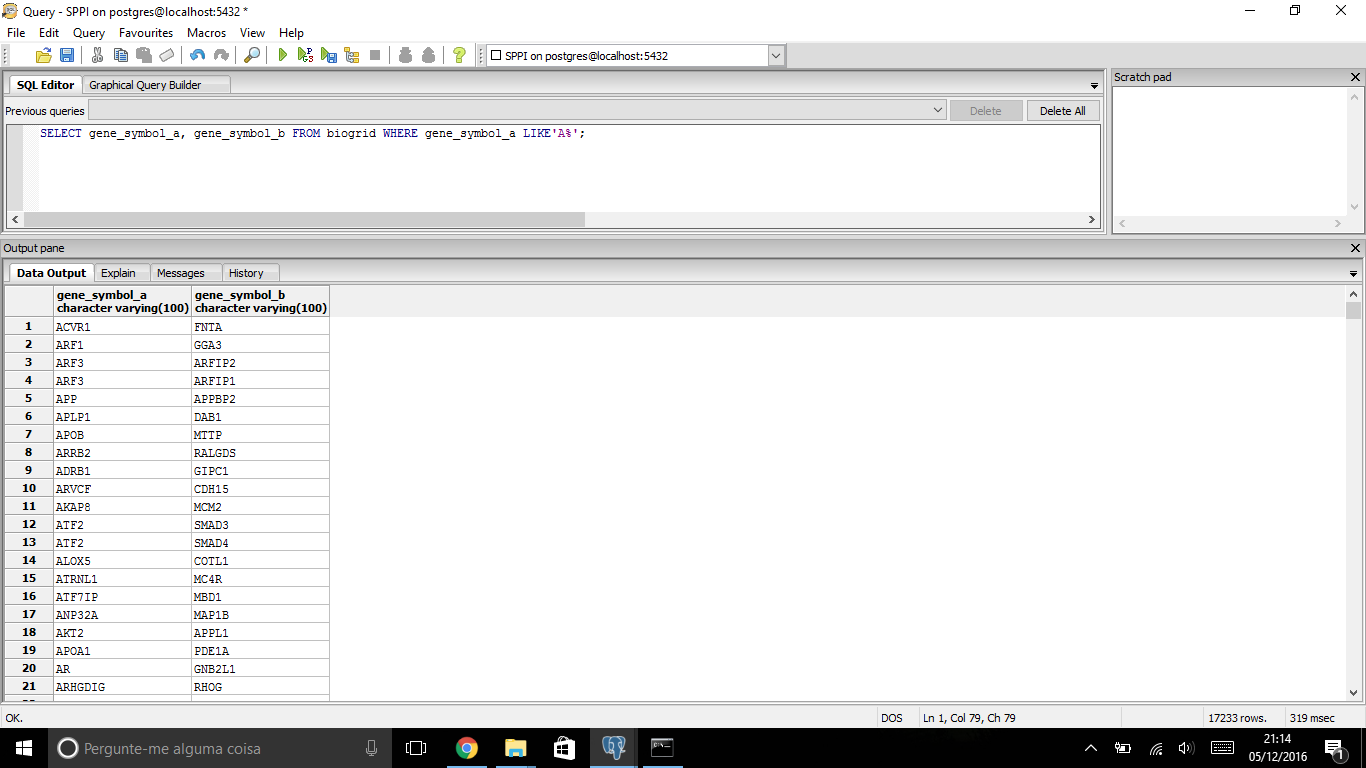 Query - SPPI on postgres@localhost:5432 *
File Edit Query Favourites Macros View Help
SPPI on postgres@localhost:5432
SQL Editor Graphical Query Builder
Scratch pad
Previous queries Delete Delete All
SELECT gene_symbol_a, gene_symbol_b FROM biogrid WHERE gene_symbol_a LIKE'A%';
Output pane
Data Output Explain Messages History
gene_symbol_a gene_symbol_b
character varying(100) character varying(100)
1 ACVR1 FNTA
2 ARF1 GGA3
3 ARF3 ARFIP2
4 ARF3 ARFIP1
5 APP APPBP2
6 APLP1 DAB1
7 APOB MTTP
8 ARRB2 RALGDS
9 ADRB1 GIPC1
10 ARVCF CDH15
11 AKAP8 MCM2
12 ATF2 SMAD3
13 ATF2 SMAD4
14 ALOX5 COTL1
15 ATRNL1 MC4R
16 ATF7IP MBD1
17 ANP32A MAP1B
18 AKT2 APPL1
19 APOA1 PDE1A
20 AR GNB2L1
21 ARHGDIG RHOG
OK. DOS Ln 1, Col 79, Ch 79 17233 rows. 319 msec
Pergunte-me alguma coisa
21:14
05/12/2016
1